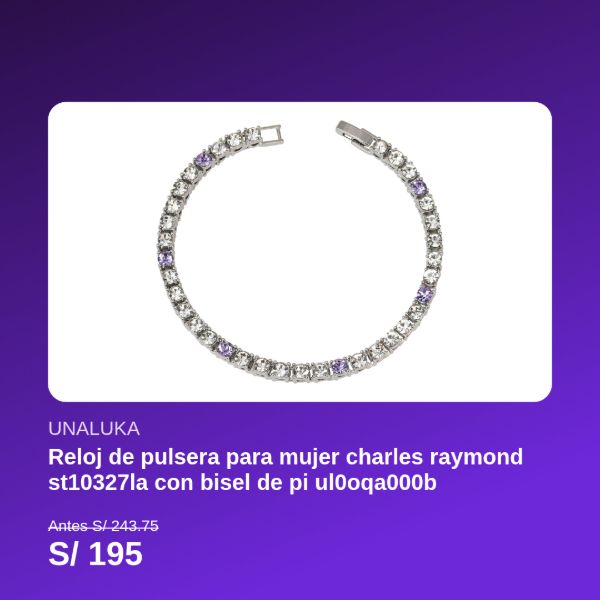 UNALUKA
Reloj de pulsera para mujer charles raymond
st10327la con bisel de pi ul0oqa000b
Antes S/ 243.75
S/ 195